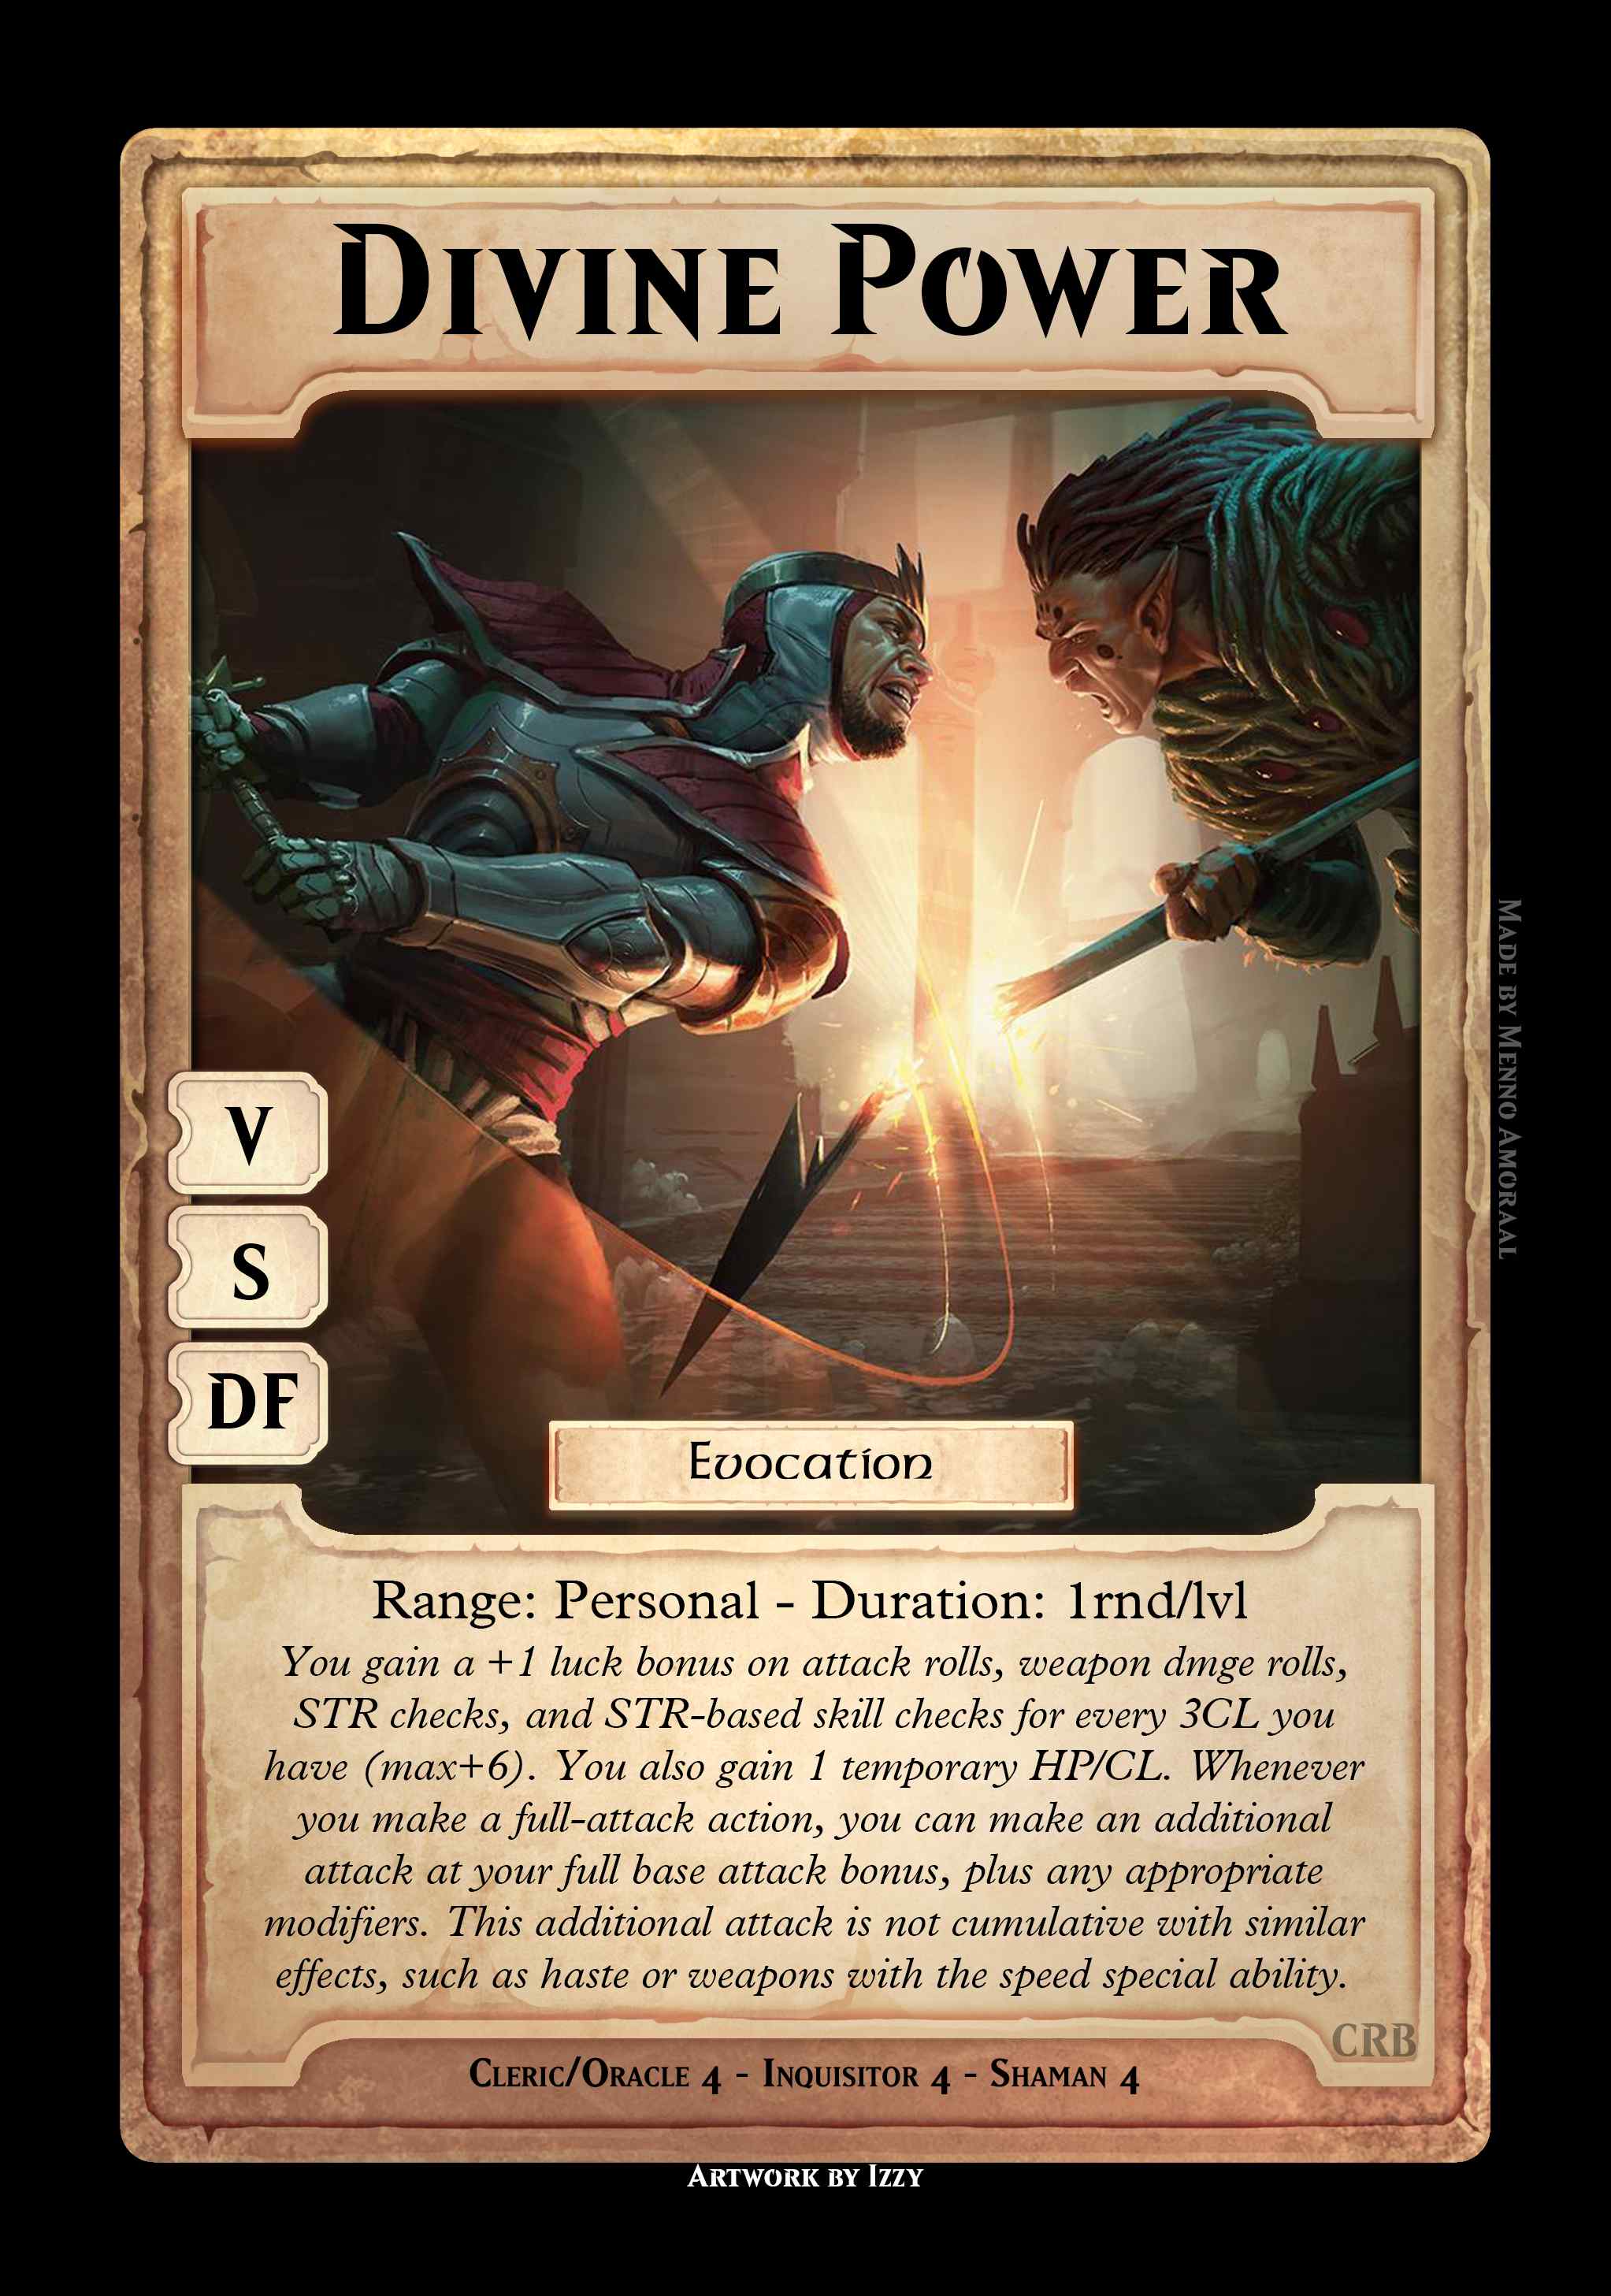 Divine Power
V
S
DF
Evocation
Range: Personal - Duration: 1rnd/lvl
You gain a +1 luck bonus on attack rolls, weapon dmge rolls,
STR checks, and STR-based skill checks for every 3CL you
have (max+6). You also gain 1 temporary HP/CL. Whenever
you make a full-attack action, you can make an additional
attack at your full base attack bonus, plus any appropriate
modifiers. This additional attack is not cumulative with similar
effects, such as haste or weapons with the speed special ability.
CRB
Cleric/Oracle 4 - Inquisitor 4 - Shaman 4
Artwork by Izzy
Made by Menno Amoraal